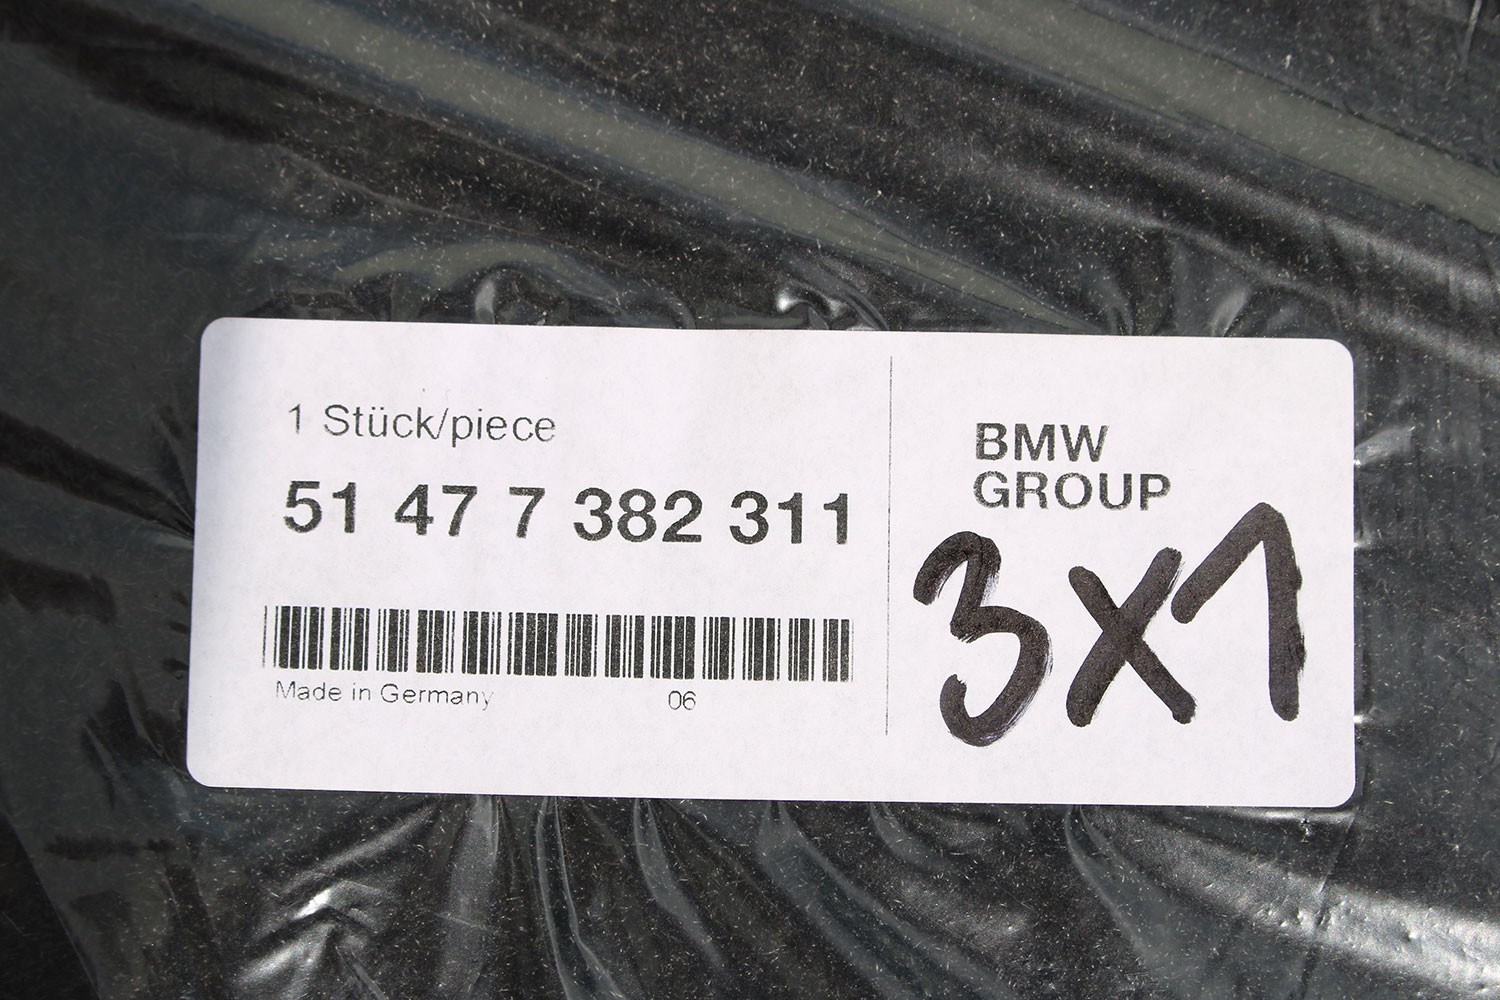 1 Stück/piece
51 47 7 382 311
Made in Germany 06
BMW
GROUP
3x1